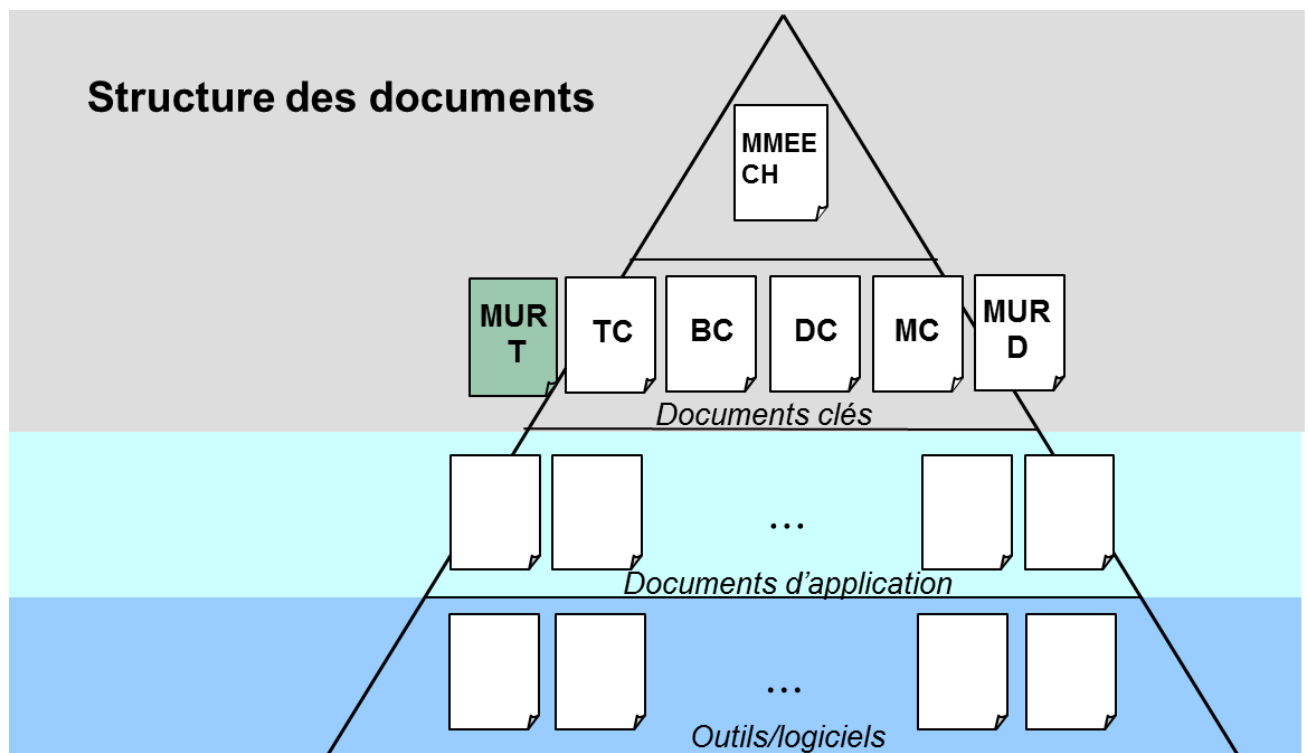 Structure des documents
MMEE
CH
MUR
T
TC
BC
DC
MC
MUR
D
Documents clés
...
Documents d’application
...
Outils/logiciels